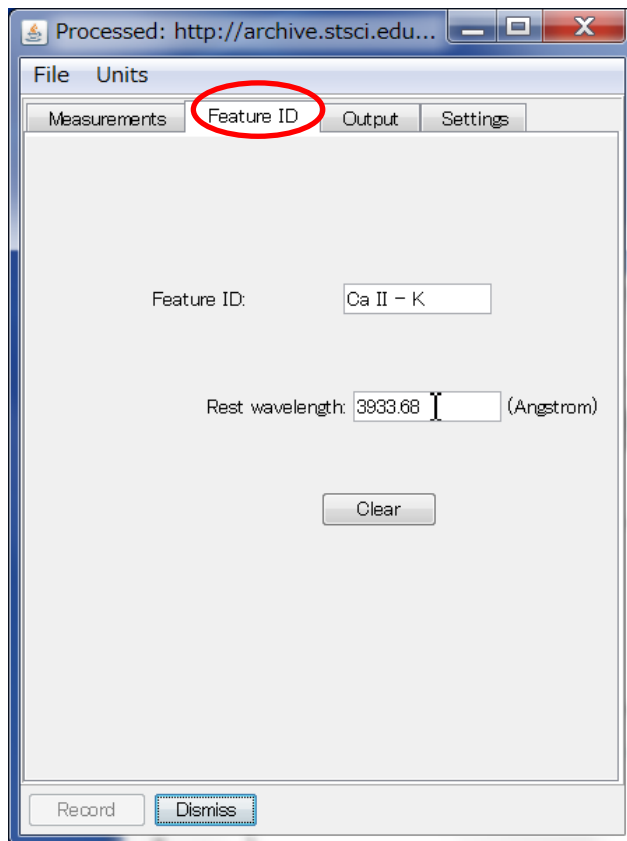 Processed: http://archive.stsci.edu...
File Units
Measurements Feature ID Output Settings
Feature ID: Ca II - K
Rest wavelength: 3933.68 (Angstrom)
Clear
Record Dismiss